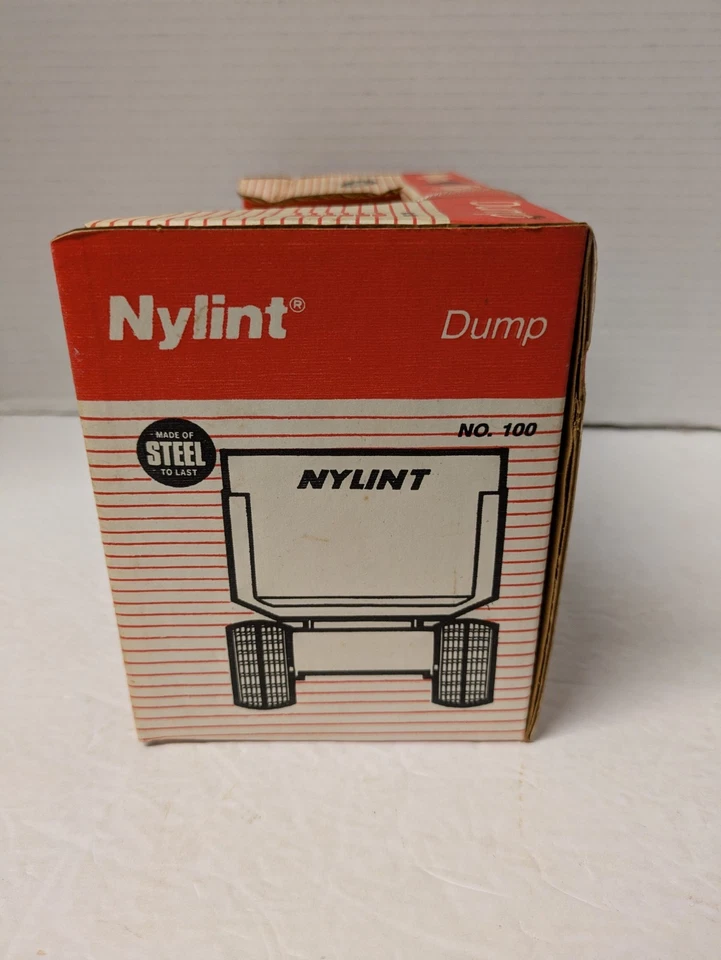 Nylint®
Dump
NO. 100
MADE OF
STEEL
TO LAST
NYLINT